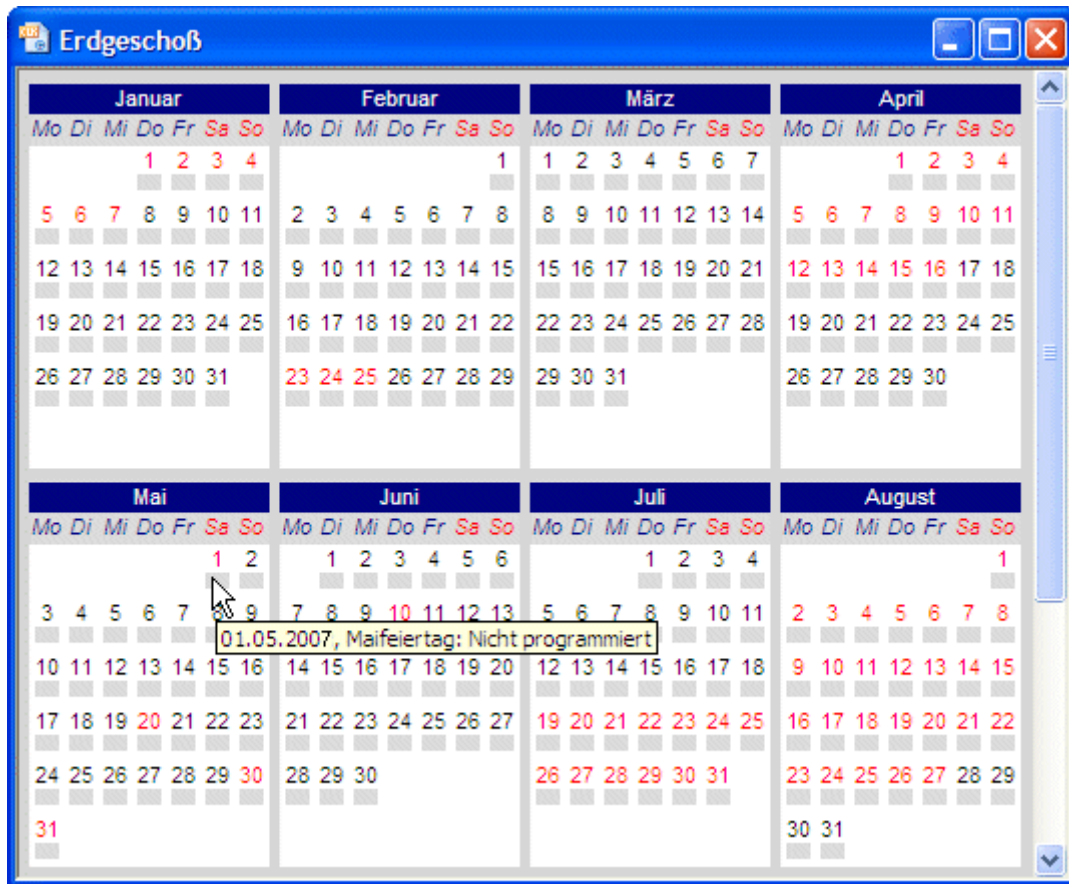 Erdgeschoß
Januar Februar März April
Mo Di Mi Do Fr Sa So Mo Di Mi Do Fr Sa So Mo Di Mi Do Fr Sa So Mo Di Mi Do Fr Sa So
1 2 3 4 1 1 2 3 4 5 6 7 1 2 3 4
5 6 7 8 9 10 11 2 3 4 5 6 7 8 8 9 10 11 12 13 14 5 6 7 8 9 10 11
12 13 14 15 16 17 18 9 10 11 12 13 14 15 15 16 17 18 19 20 21 12 13 14 15 16 17 18
19 20 21 22 23 24 25 16 17 18 19 20 21 22 22 23 24 25 26 27 28 19 20 21 22 23 24 25
26 27 28 29 30 31 23 24 25 26 27 28 29 29 30 31 26 27 28 29 30
Mai Juni Juli August
Mo Di Mi Do Fr Sa So Mo Di Mi Do Fr Sa So Mo Di Mi Do Fr Sa So Mo Di Mi Do Fr Sa So
1 2 1 2 3 4 5 6 1 2 3 4 1
3 4 5 6 7 8 9 7 8 9 10 11 12 13 5 6 7 8 9 10 11 2 3 4 5 6 7 8
01.05.2007, Maifeiertag: Nicht programmiert
10 11 12 13 14 15 16 14 15 16 17 18 19 20 12 13 14 15 16 17 18 9 10 11 12 13 14 15
17 18 19 20 21 22 23 21 22 23 24 25 26 27 19 20 21 22 23 24 25 16 17 18 19 20 21 22
24 25 26 27 28 29 30 28 29 30 26 27 28 29 30 31 23 24 25 26 27 28 29
31 30 31